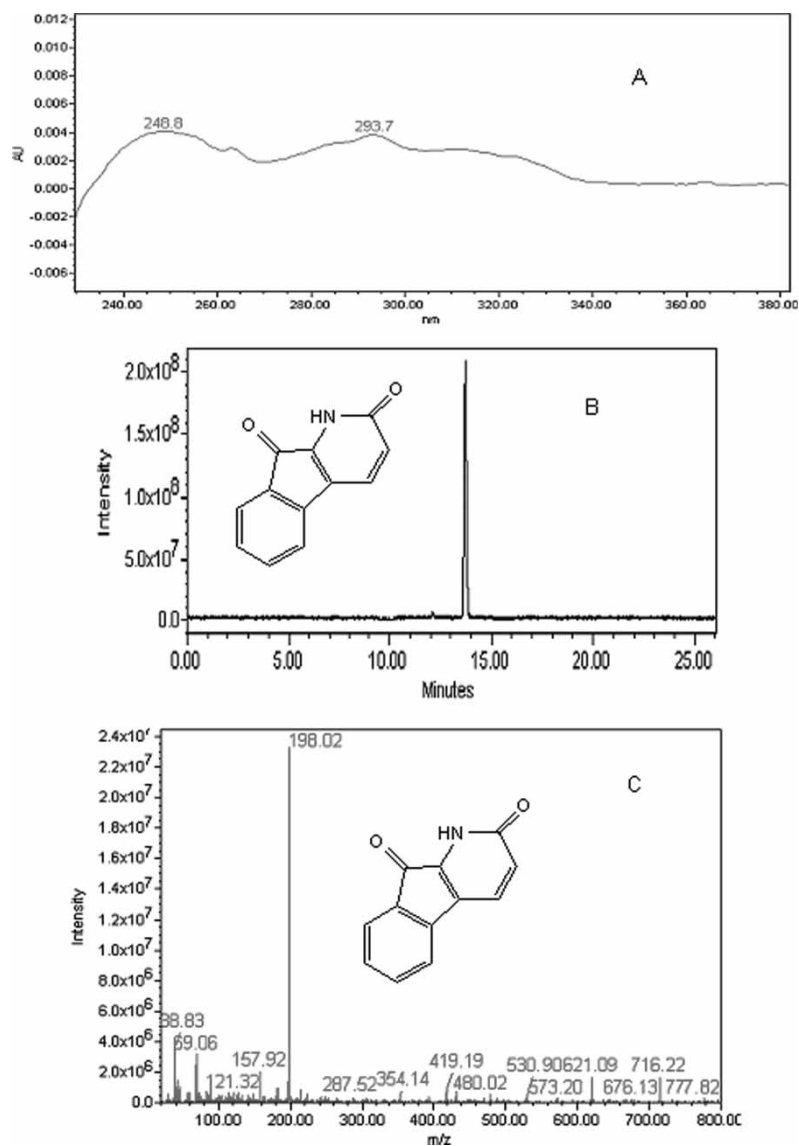 0.012
A
0.010
0.008
0.006
248.8
293.7
0.004
0.002
AU
0.000
-0.002
-0.004
-0.006
240.00 260.00 280.00 300.00 320.00 340.00 360.00 380.00
nm
2.0x10⁸
B
1.5x10⁸
1.0x10⁸
5.0x10⁷
0.0
Intensity
O HN O
0.00 5.00 10.00 15.00 20.00 25.00
Minutes
2.4x10⁷
198.02
2.2x10⁷
C
2.0x10⁷
1.8x10⁷
1.6x10⁷
1.4x10⁷
1.2x10⁷
1.0x10⁷
8.0x10⁶
6.0x10⁶
4.0x10⁶
2.0x10⁶
0.0
Intensity
O HN O
38.83
69.06
157.92 419.19 530.90 621.09 716.22
121.32 287.52 354.14 480.02 573.20 676.13 777.82
100.00 200.00 300.00 400.00 500.00 600.00 700.00 800.00
m/z